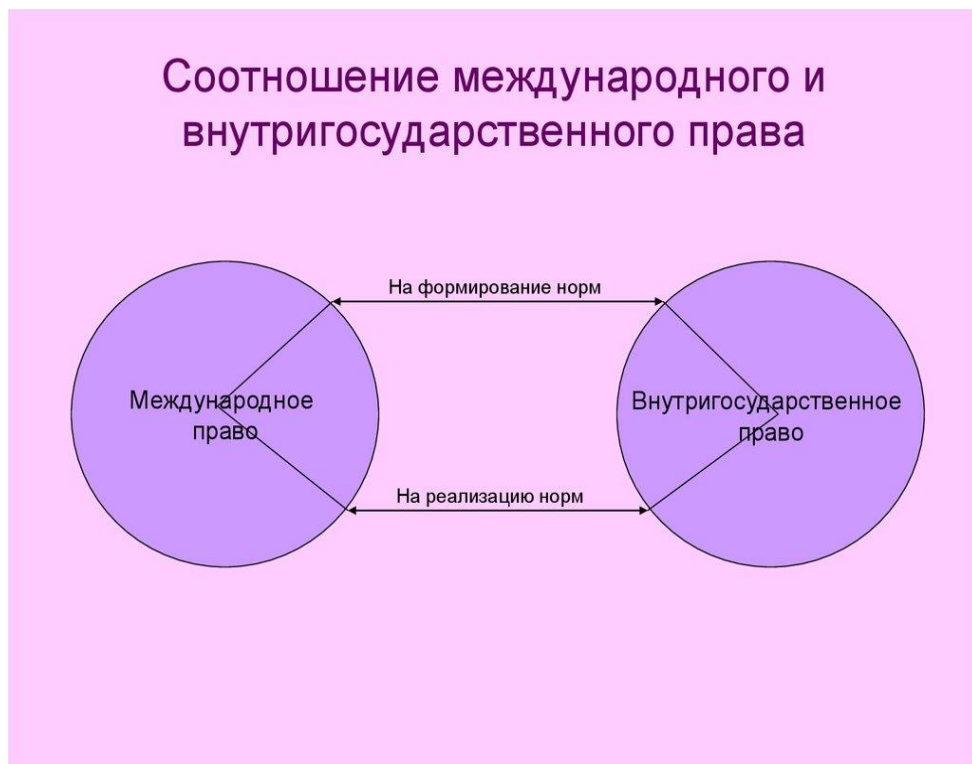 Соотношение международного и
внутригосударственного права
На формирование норм
Международное
право
Внутригосударственное
право
На реализацию норм